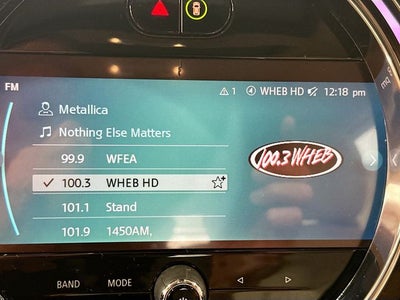 FM
1 WHEB HD 12:18 pm
Metallica
Nothing Else Matters
99.9 WFEA
100.3 WHEB HD
101.1 Stand
101.9 1450AM,
100.3 WHEB
BAND MODE